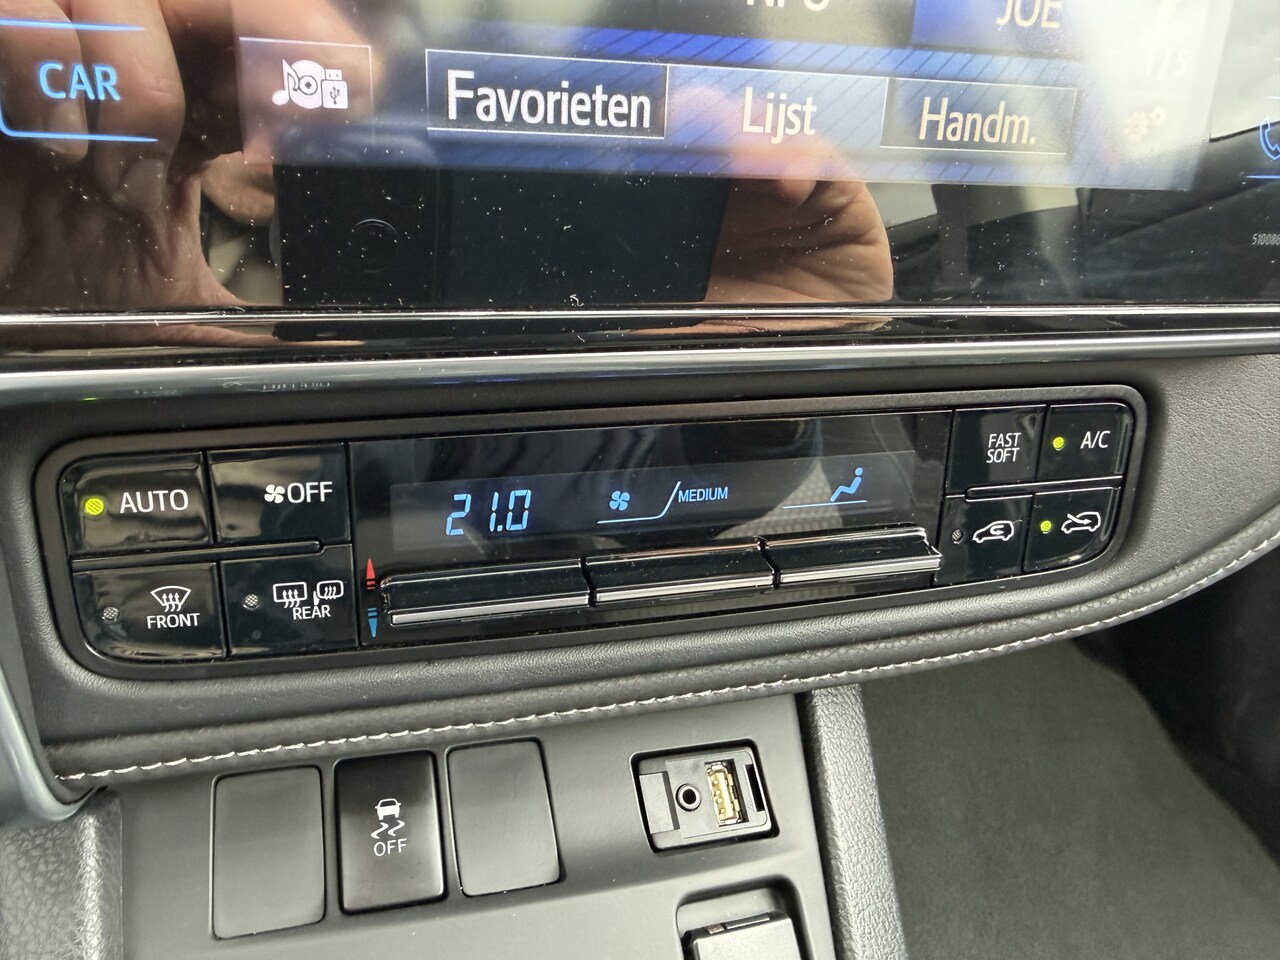 JOE
CAR
Favorieten
Lijst
Handm.
AUTO
OFF
21.0
MEDIUM
FAST
SOFT
A/C
FRONT
REAR
OFF